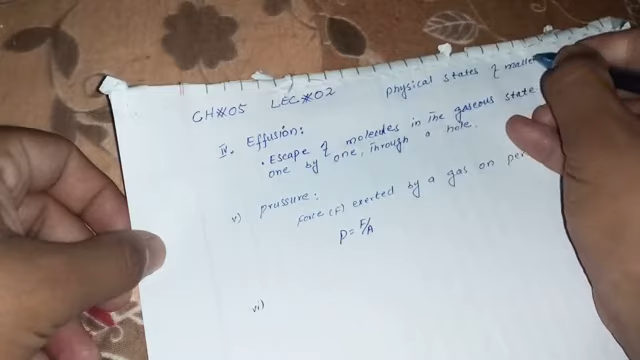 CH#05 LEC#02 physical states of matter
IV. Effusion:
• Escape of molecules in the gaseous state
one by one, through a hole.
v) pressure:
Force (F) exerted by a gas on per
P = F/A
vi)